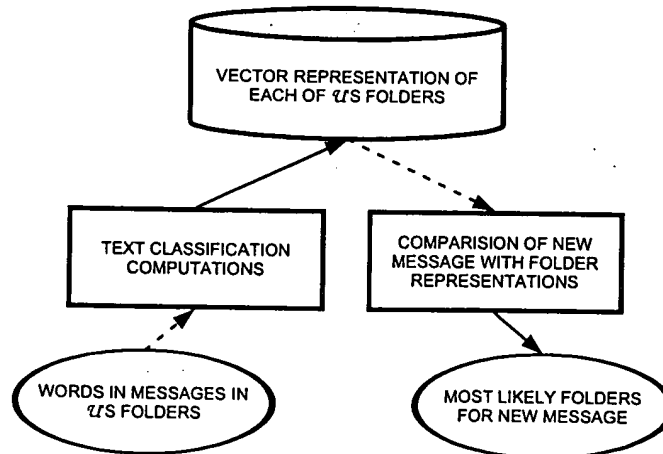 VECTOR REPRESENTATION OF
EACH OF 𝒰'S FOLDERS
TEXT CLASSIFICATION
COMPUTATIONS
COMPARISION OF NEW
MESSAGE WITH FOLDER
REPRESENTATIONS
WORDS IN MESSAGES IN
𝒰'S FOLDERS
MOST LIKELY FOLDERS
FOR NEW MESSAGE